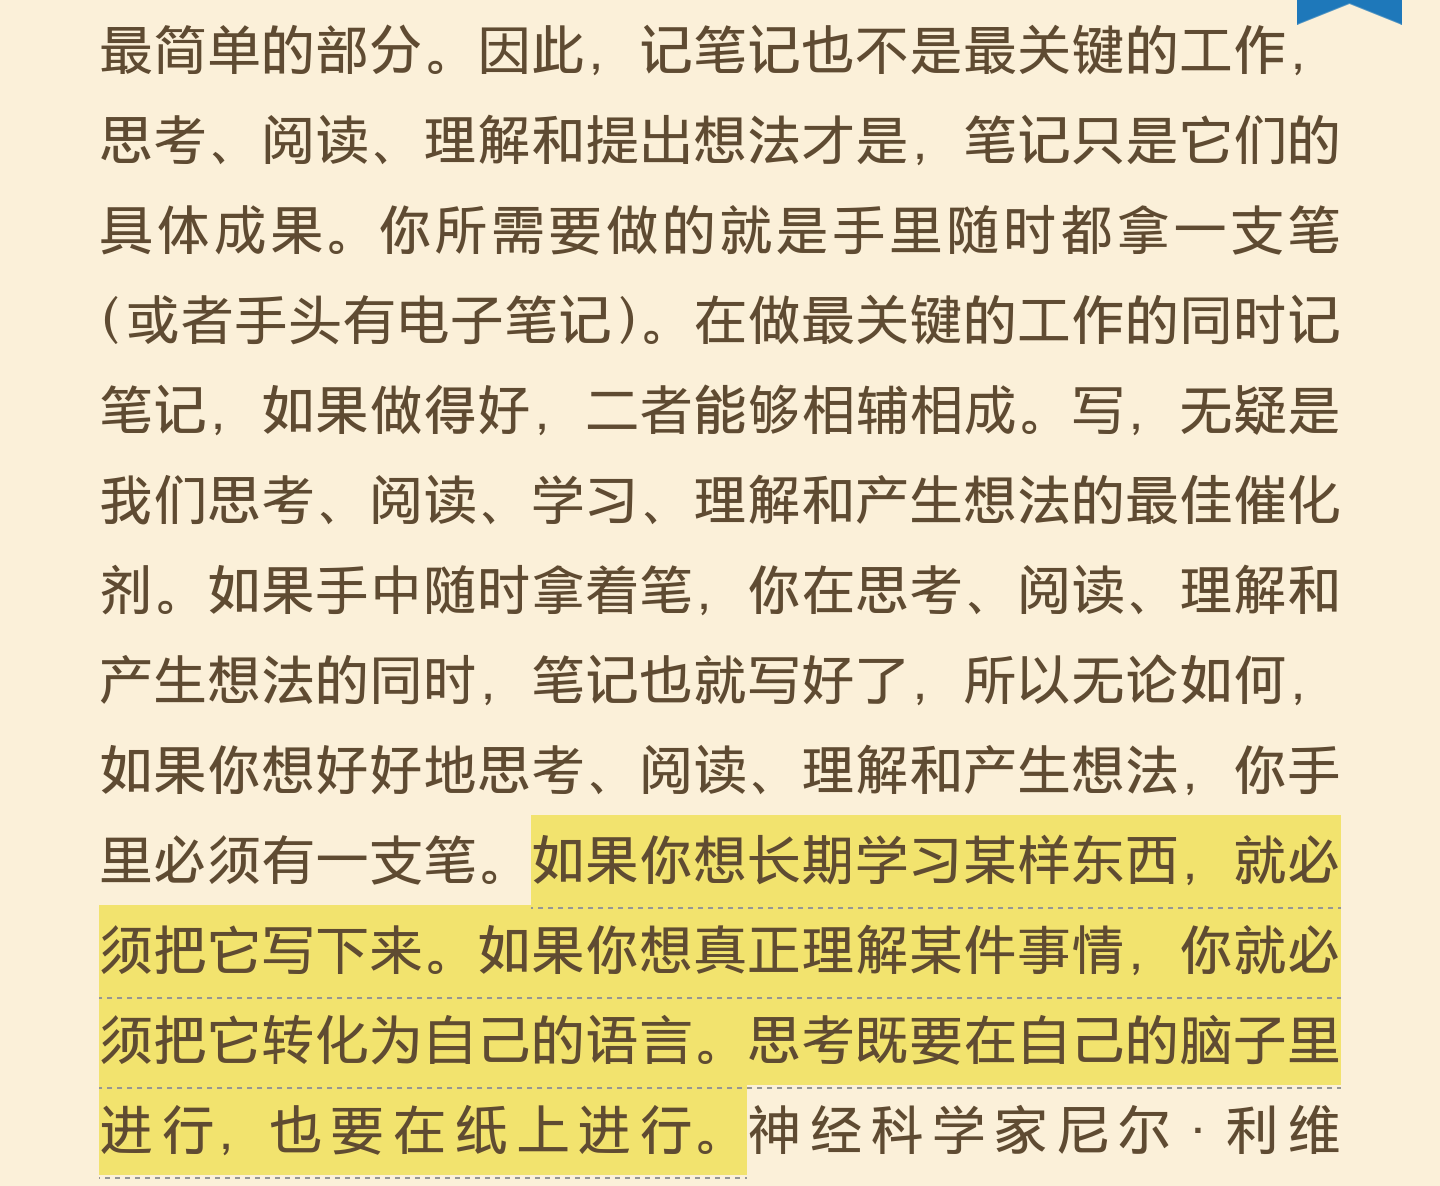 最简单的部分。因此，记笔记也不是最关键的工作，
思考、阅读、理解和提出想法才是，笔记只是它们的
具体成果。你所需要做的就是手里随时都拿一支笔
（或者手头有电子笔记）。在做最关键的工作的同时记
笔记，如果做得好，二者能够相辅相成。写，无疑是
我们思考、阅读、学习、理解和产生想法的最佳催化
剂。如果手中随时拿着笔，你在思考、阅读、理解和
产生想法的同时，笔记也就写好了，所以无论如何，
如果你想好好地思考、阅读、理解和产生想法，你手
里必须有一支笔。如果你想长期学习某样东西，就必
须把它写下来。如果你想真正理解某件事情，你就必
须把它转化为自己的语言。思考既要在自己的脑子里
进行，也要在纸上进行。神经科学家尼尔·利维